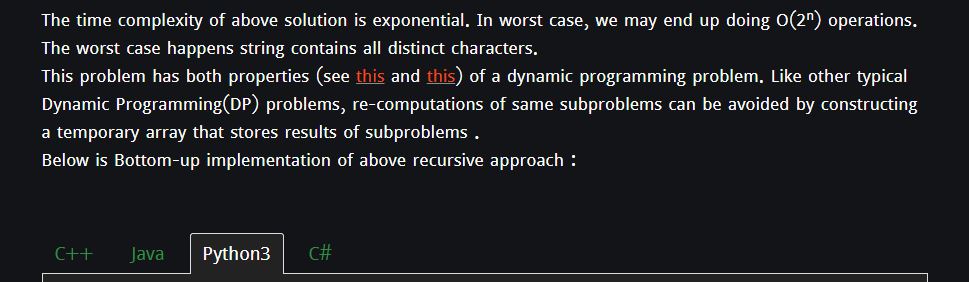 The time complexity of above solution is exponential. In worst case, we may end up doing O(2ⁿ) operations.
The worst case happens string contains all distinct characters.
This problem has both properties (see this and this) of a dynamic programming problem. Like other typical
Dynamic Programming(DP) problems, re-computations of same subproblems can be avoided by constructing
a temporary array that stores results of subproblems .
Below is Bottom-up implementation of above recursive approach :
C++ Java Python3 C#